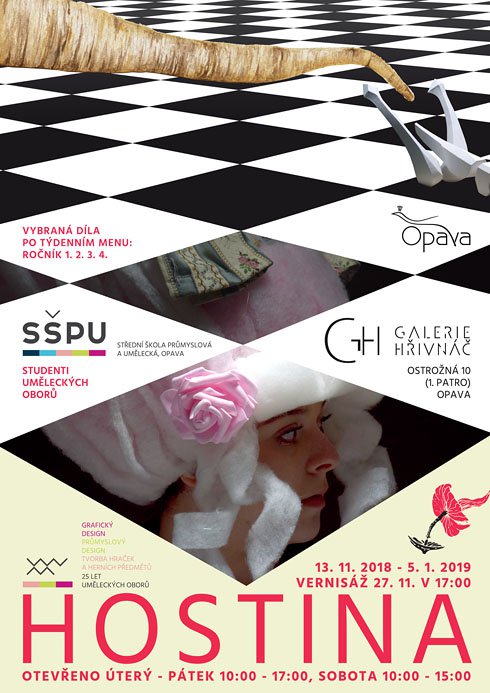 VYBRANÁ DÍLA
PO TÝDENNÍM MENU:
ROČNÍK 1. 2. 3. 4.
Opava
SŠPU
STŘEDNÍ ŠKOLA PRŮMYSLOVÁ
A UMĚLECKÁ, OPAVA
STUDENTI
UMĚLECKÝCH
OBORŮ
GH GALERIE
HŘIVNÁČ
OSTROŽNÁ 10
(1. PATRO)
OPAVA
GRAFICKÝ
DESIGN
PRŮMYSLOVÝ
DESIGN
TVORBA HRAČEK
A HERNÍCH PŘEDMĚTŮ
25 LET
UMĚLECKÝCH OBORŮ
13. 11. 2018 - 5. 1. 2019
VERNISÁŽ 27. 11. V 17:00
HOSTINA
OTEVŘENO ÚTERÝ - PÁTEK 10:00 - 17:00, SOBOTA 10:00 - 15:00